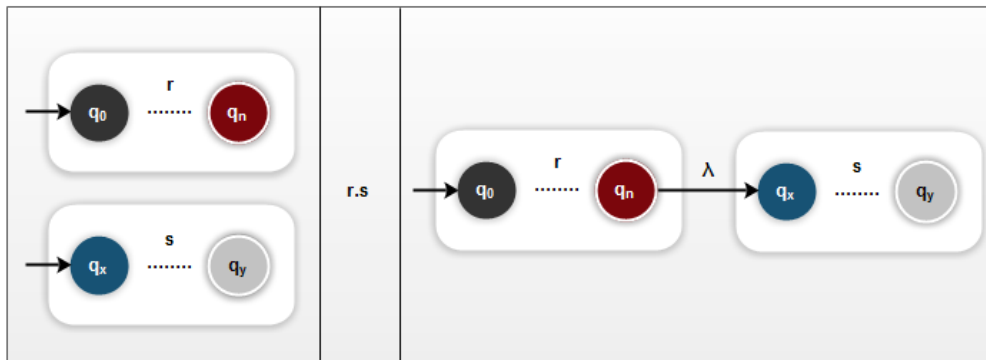 r
q0 ........ qn
s
qx ........ qy
r.s
r
q0 ........ qn
λ
s
qx ........ qy